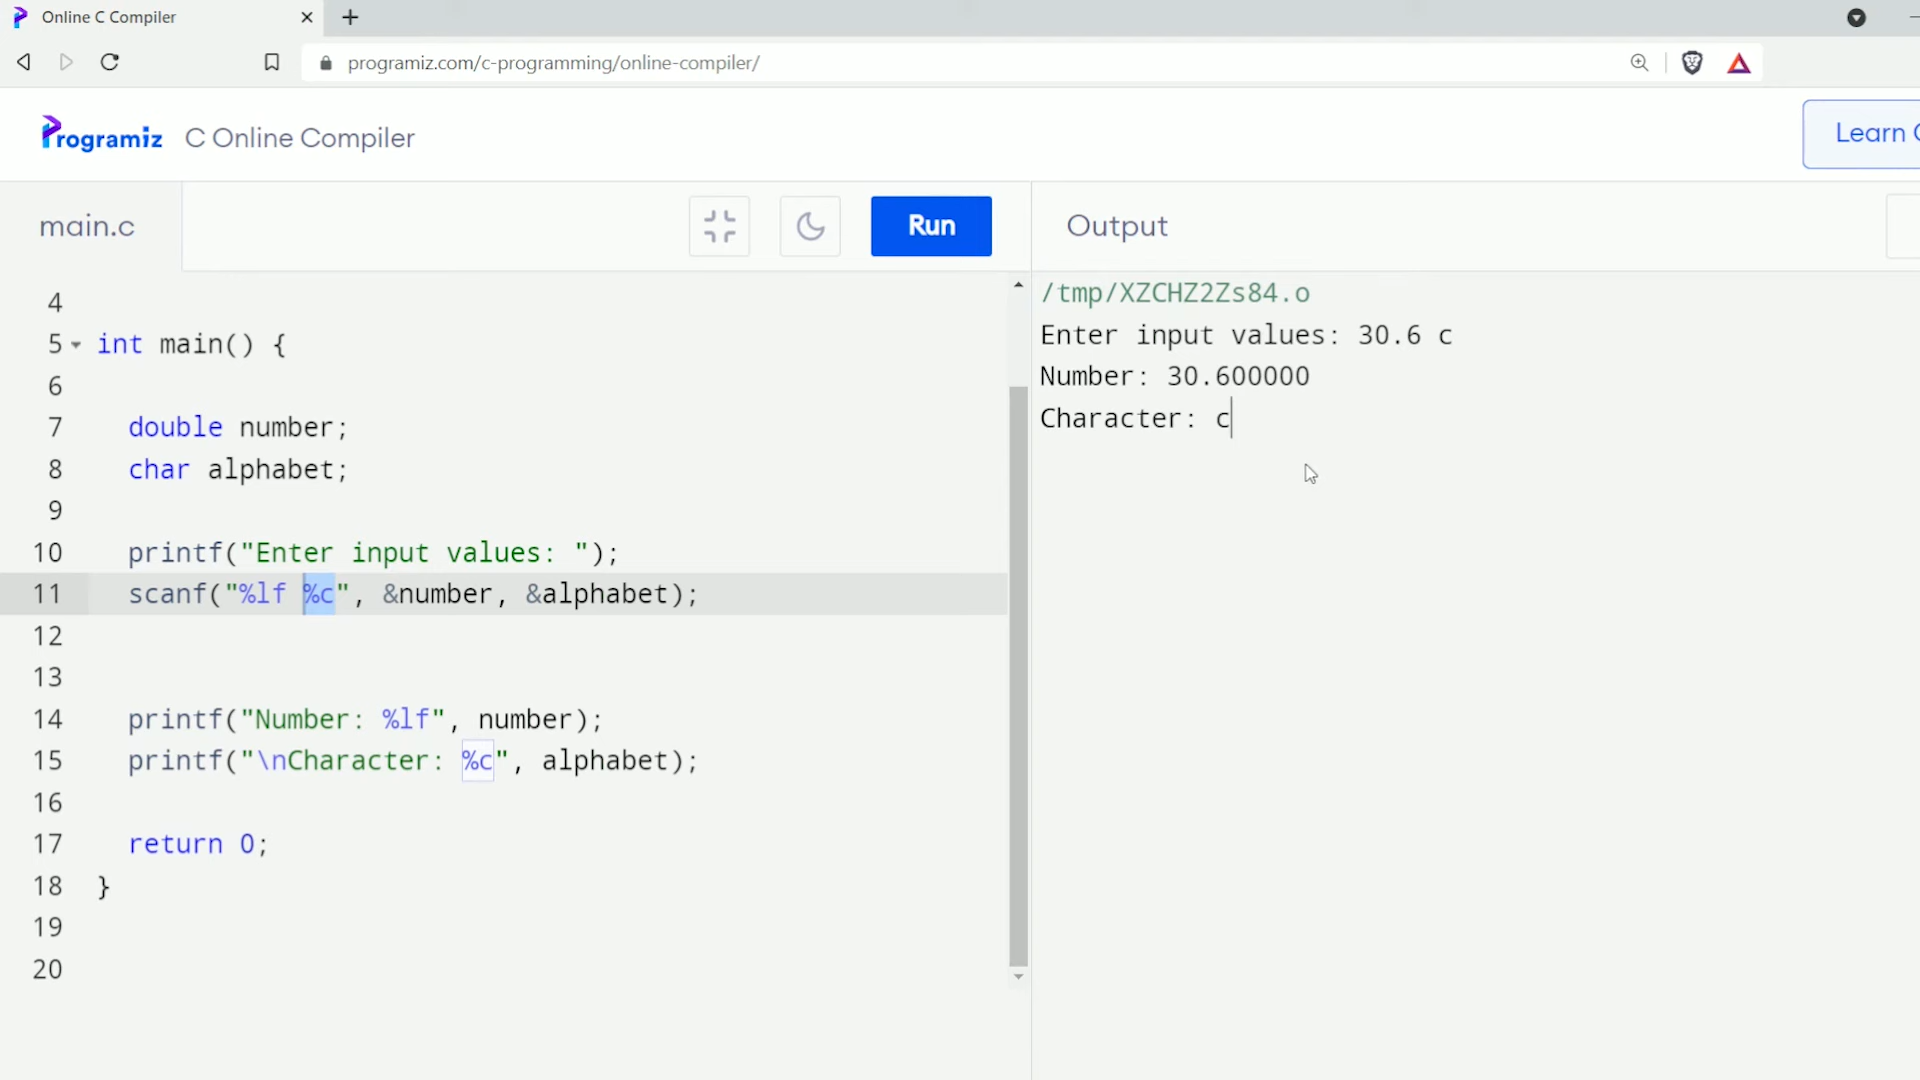 Online C Compiler
programiz.com/c-programming/online-compiler/
Programiz C Online Compiler
Learn C
main.c
Run
Output
4
5 int main() {
6
7 double number;
8 char alphabet;
9
10 printf("Enter input values: ");
11 scanf("%lf %c", &number, &alphabet);
12
13
14 printf("Number: %lf", number);
15 printf("\nCharacter: %c", alphabet);
16
17 return 0;
18 }
19
20
/tmp/XZCHZ2Zs84.o
Enter input values: 30.6 c
Number: 30.600000
Character: c